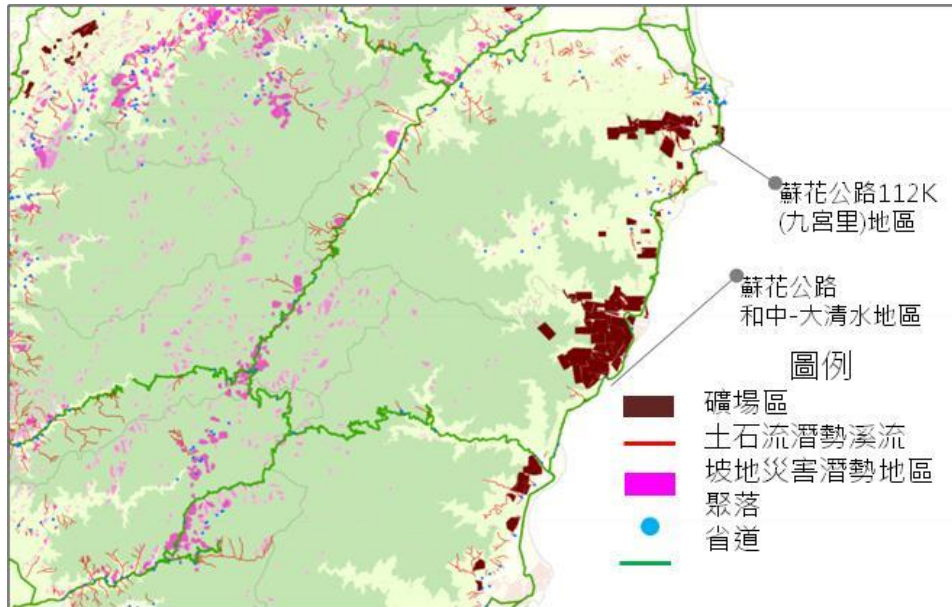 蘇花公路112K
(九宮里)地區
蘇花公路
和中-大清水地區
圖例
礦場區
土石流潛勢溪流
坡地災害潛勢地區
聚落
省道